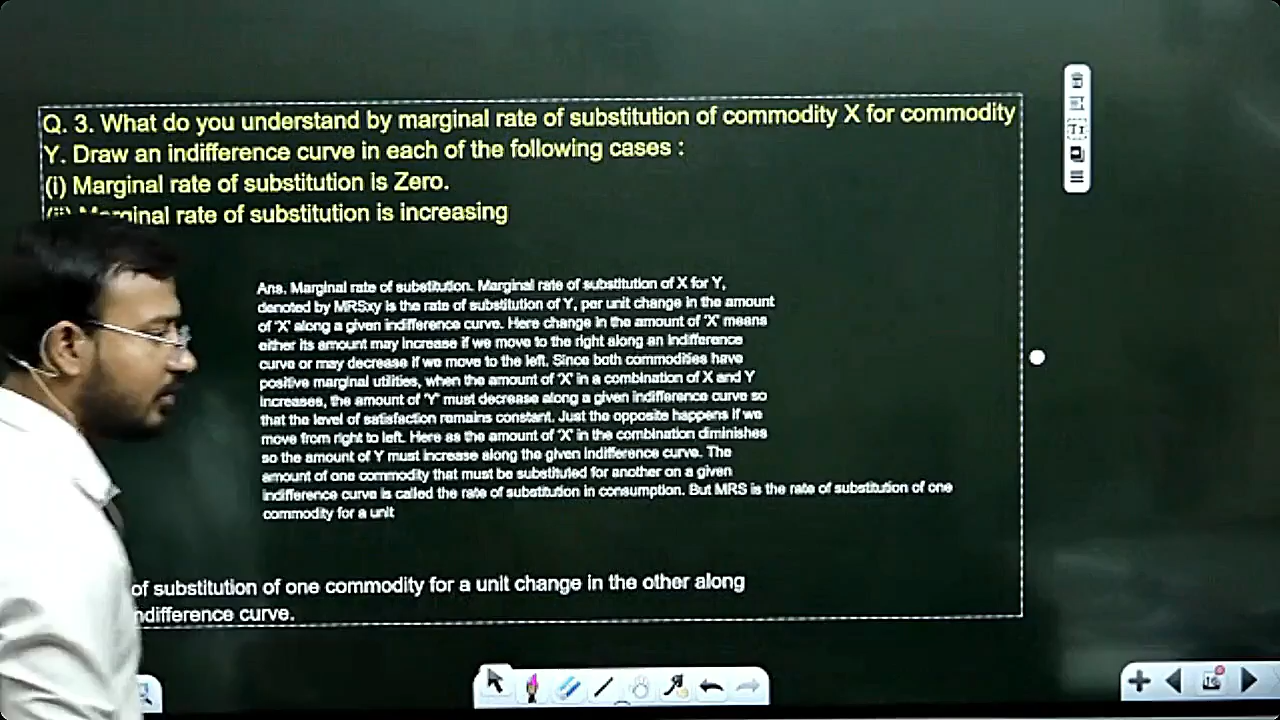 Q. 3. What do you understand by marginal rate of substitution of commodity X for commodity
Y. Draw an indifference curve in each of the following cases :
(i) Marginal rate of substitution is Zero.
(ii) Marginal rate of substitution is increasing
Ans. Marginal rate of substitution. Marginal rate of substitution of X for Y,
denoted by MRSxy is the rate of substitution of Y, per unit change in the amount
of 'X' along a given indifference curve. Here change in the amount of 'X' means
either its amount may increase if we move to the right along an indifference
curve or may decrease if we move to the left. Since both commodities have
positive marginal utilities, when the amount of 'X' in a combination of X and Y
increases, the amount of 'Y' must decrease along a given indifference curve so
that the level of satisfaction remains constant. Just the opposite happens if we
move from right to left. Here as the amount of 'X' in the combination diminishes
so the amount of Y must increase along the given indifference curve. The
amount of one commodity that must be substituted for another on a given
indifference curve is called the rate of substitution in consumption. But MRS is the rate of substitution of one
commodity for a unit
of substitution of one commodity for a unit change in the other along
ndifference curve.